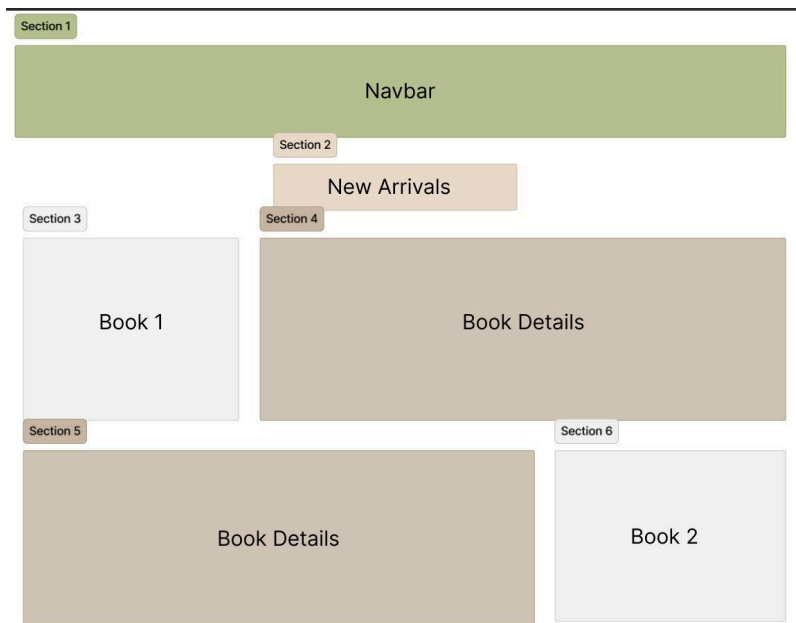 Section 1
Navbar
Section 2
New Arrivals
Section 3
Section 4
Book 1
Book Details
Section 5
Section 6
Book Details
Book 2